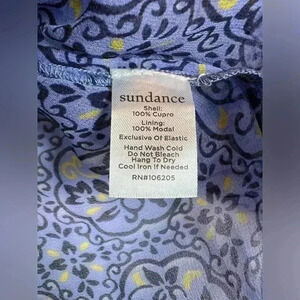 sundance
Shell:
100% Cupro
Lining:
100% Modal
Exclusive Of Elastic
Hand Wash Cold
Do Not Bleach
Hang To Dry
Cool Iron If Needed
RN#106205